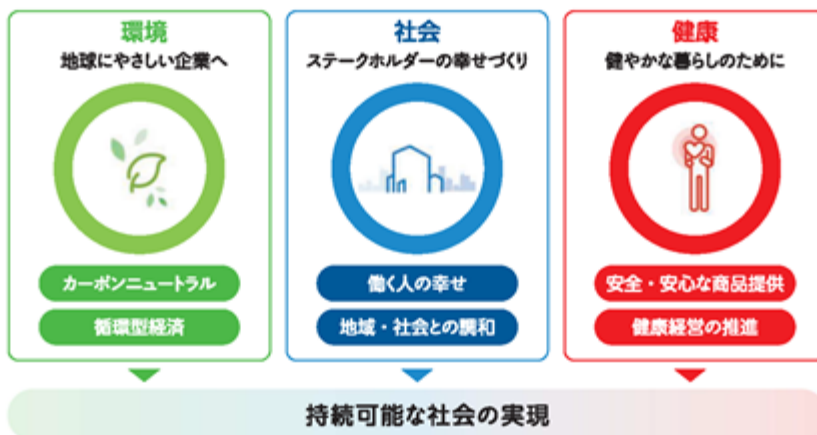 環境
地球にやさしい企業へ
カーボンニュートラル
循環型経済
社会
ステークホルダーの幸せづくり
働く人の幸せ
地域・社会との調和
健康
健やかな暮らしのために
安全・安心な商品提供
健康経営の推進
持続可能な社会の実現